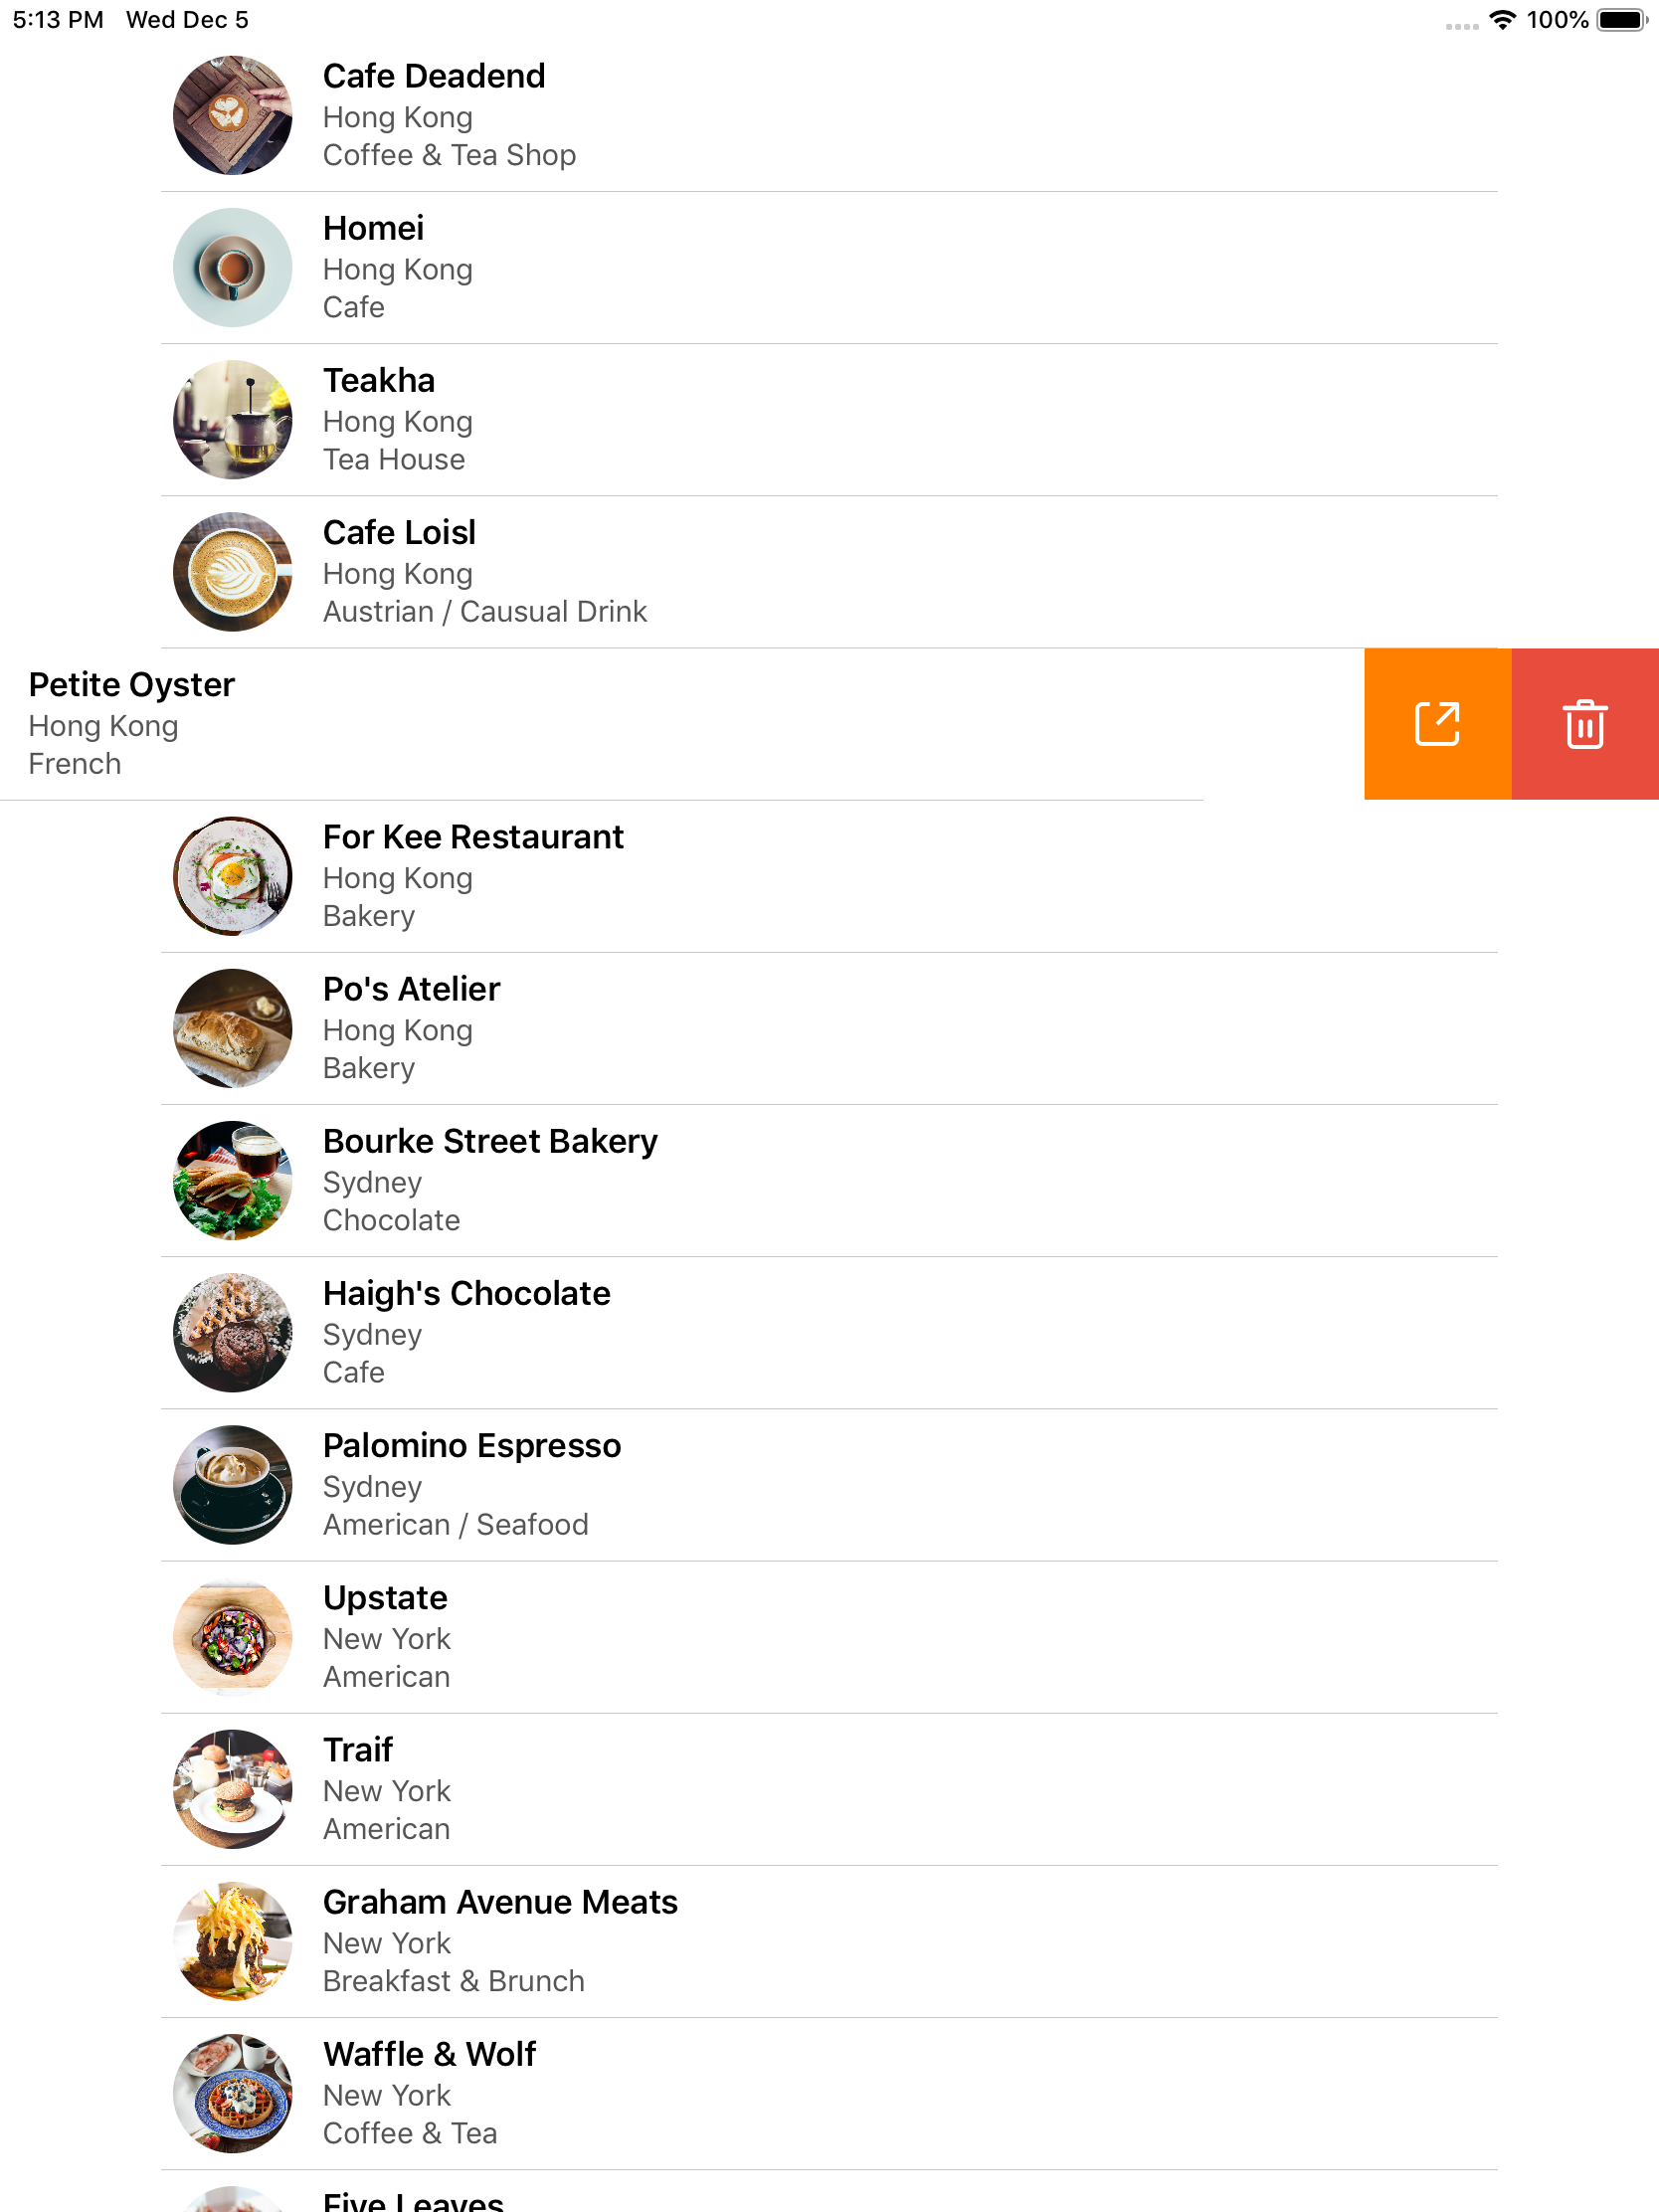 5:13 PM Wed Dec 5 100%
Cafe Deadend
Hong Kong
Coffee & Tea Shop
Homei
Hong Kong
Cafe
Teakha
Hong Kong
Tea House
Cafe Loisl
Hong Kong
Austrian / Causual Drink
Petite Oyster
Hong Kong
French
For Kee Restaurant
Hong Kong
Bakery
Po's Atelier
Hong Kong
Bakery
Bourke Street Bakery
Sydney
Chocolate
Haigh's Chocolate
Sydney
Cafe
Palomino Espresso
Sydney
American / Seafood
Upstate
New York
American
Traif
New York
American
Graham Avenue Meats
New York
Breakfast & Brunch
Waffle & Wolf
New York
Coffee & Tea
Five Leaves